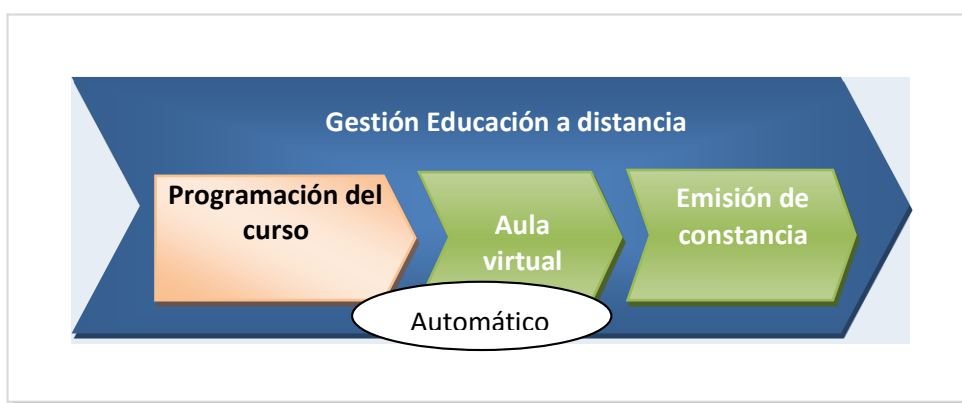 Gestión Educación a distancia
Programación del
curso
Aula
virtual
Emisión de
constancia
Automático